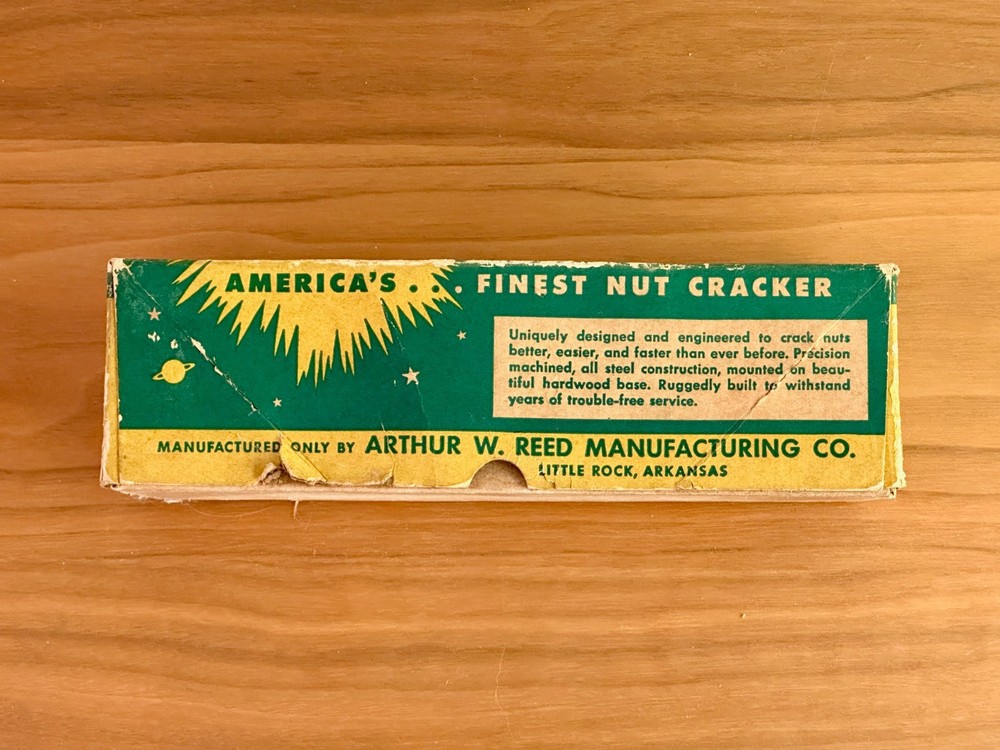 AMERICA'S . . . FINEST NUT CRACKER
Uniquely designed and engineered to crack nuts
better, easier, and faster than ever before. Precision
machined, all steel construction, mounted on beau-
tiful hardwood base. Ruggedly built to withstand
years of trouble-free service.
MANUFACTURED ONLY BY ARTHUR W. REED MANUFACTURING CO.
LITTLE ROCK, ARKANSAS